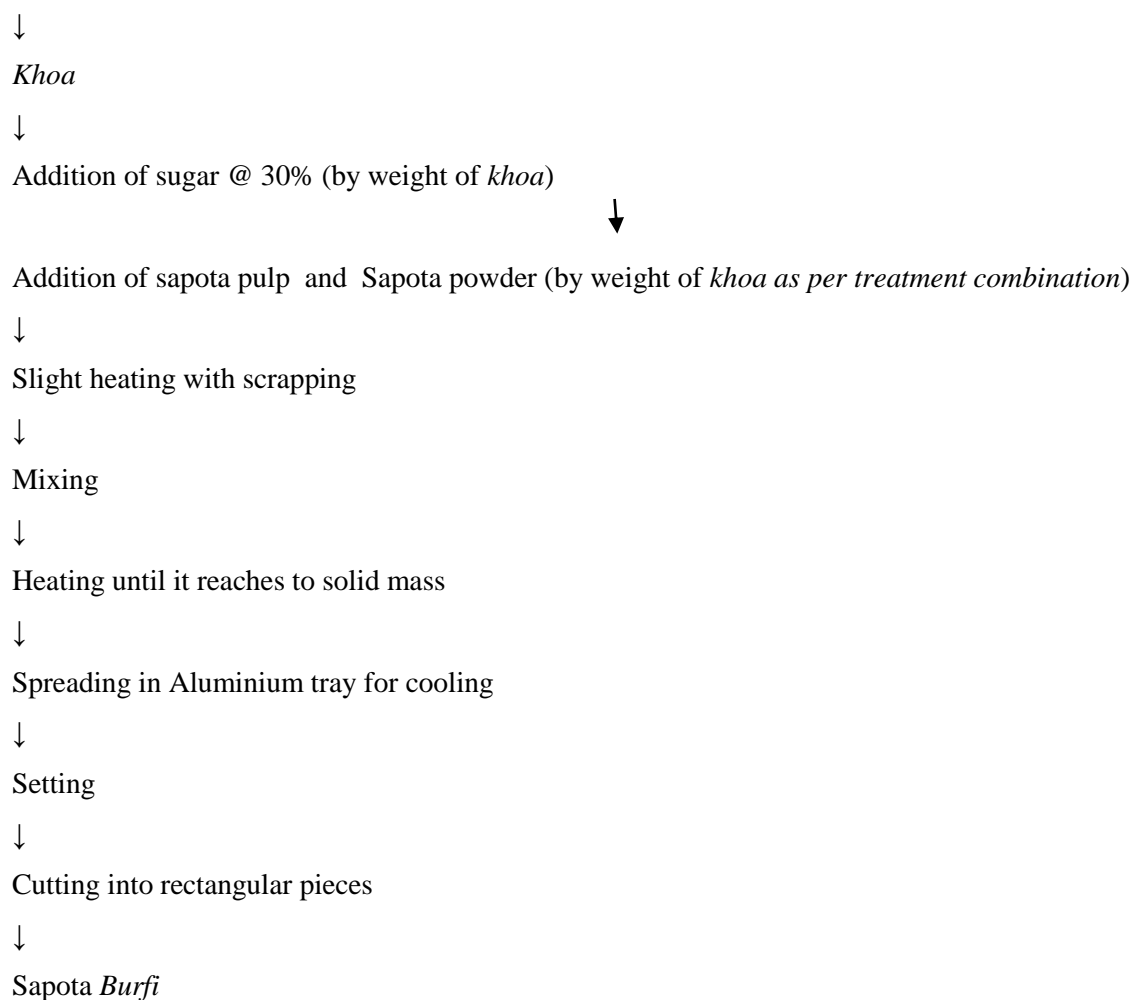 ↓
Khoa
↓
Addition of sugar @ 30% (by weight of khoa)
Addition of sapota pulp and Sapota powder (by weight of khoa as per treatment combination)
↓
Slight heating with scrapping
↓
Mixing
↓
Heating until it reaches to solid mass
↓
Spreading in Aluminium tray for cooling
↓
Setting
↓
Cutting into rectangular pieces
↓
Sapota Burfi